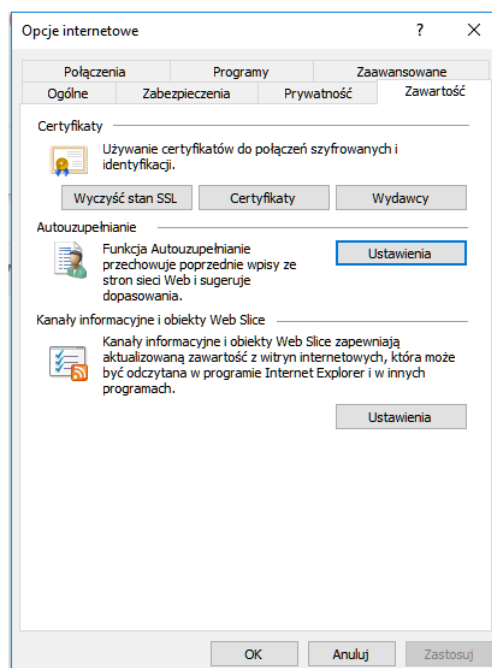 Opcje internetowe ? ✕
Połączenia Programy Zaawansowane
Ogólne Zabezpieczenia Prywatność Zawartość
Certyfikaty
Używanie certyfikatów do połączeń szyfrowanych i
identyfikacji.
Wyczyść stan SSL Certyfikaty Wydawcy
Autouzupełnianie
Funkcja Autouzupełnianie
przechowuje poprzednie wpisy ze
stron sieci Web i sugeruje
dopasowania.
Ustawienia
Kanały informacyjne i obiekty Web Slice
Kanały informacyjne i obiekty Web Slice zapewniają
aktualizowaną zawartość z witryn internetowych, która może
być odczytana w programie Internet Explorer i w innych
programach.
Ustawienia
OK Anuluj Zastosuj